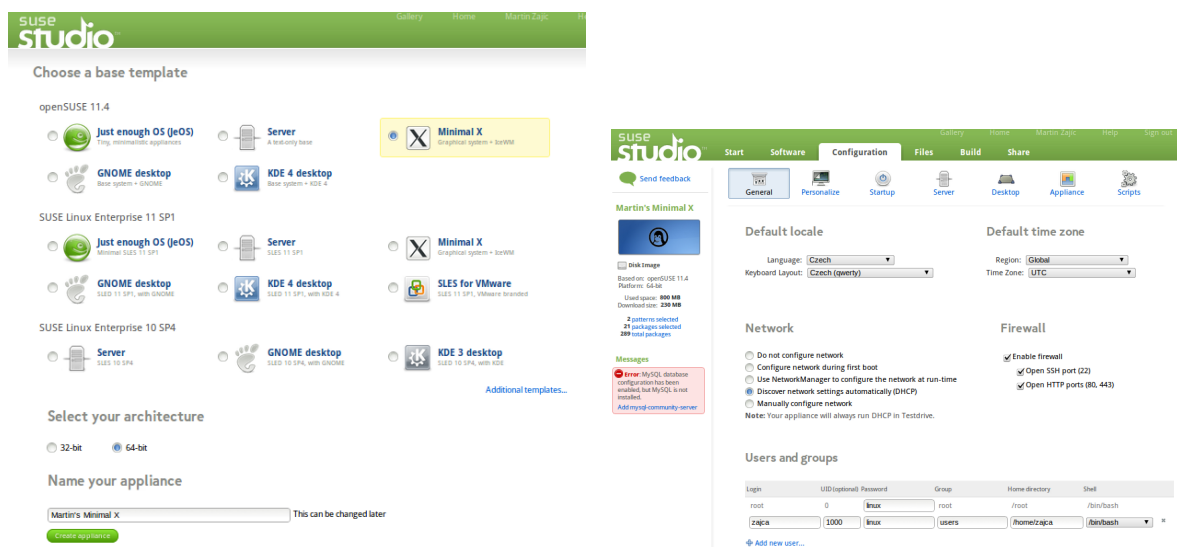 SUSE
studio
Gallery Home Martin Zajic
Choose a base template
openSUSE 11.4
Just enough OS (JeOS)
Tiny, minimalistic appliances
Server
A text-only base
Minimal X
Graphical system + IceWM
GNOME desktop
Base system + GNOME
KDE 4 desktop
Base system + KDE 4
SUSE Linux Enterprise 11 SP1
Just enough OS (JeOS)
Minimal SLES 11 SP1
Server
SLES 11 SP1
Minimal X
Graphical system + IceWM
GNOME desktop
SLED 11 SP1, with GNOME
KDE 4 desktop
SLED 11 SP1, with KDE 4
SLES for VMware
SLES 11 SP1, VMware branded
SUSE Linux Enterprise 10 SP4
Server
SLES 10 SP4
GNOME desktop
SLED 10 SP4, with GNOME
KDE 3 desktop
SLED 10 SP4, with KDE
Additional templates...
Select your architecture
32-bit 64-bit
Name your appliance
Martin's Minimal X This can be changed later
Create appliance
SUSE
studio
Gallery Home Martin Zajic Help Sign out
Start Software Configuration Files Build Share
Send feedback
General Personalize Startup Server Desktop Appliance Scripts
Martin's Minimal X
Disk Image
Based on: openSUSE 11.4
Platform: 64-bit
Used space: 800 MB
Download size: 230 MB
2 patterns selected
21 packages selected
289 total packages
Messages
Error: MySQL database
configuration has been
enabled, but MySQL is not
installed.
Add mysql-community-server
Default locale
Language: Czech
Keyboard Layout: Czech (qwerty)
Default time zone
Region: Global
Time Zone: UTC
Network
Do not configure network
Configure network during first boot
Use NetworkManager to configure the network at run-time
Discover network settings automatically (DHCP)
Manually configure network
Note: Your appliance will always run DHCP in Testdrive.
Firewall
Enable firewall
Open SSH port (22)
Open HTTP ports (80, 443)
Users and groups
Login UID (optional) Password Group Home directory Shell
root 0 linux root /root /bin/bash
zajca 1000 linux users /home/zajca /bin/bash
Add new user...